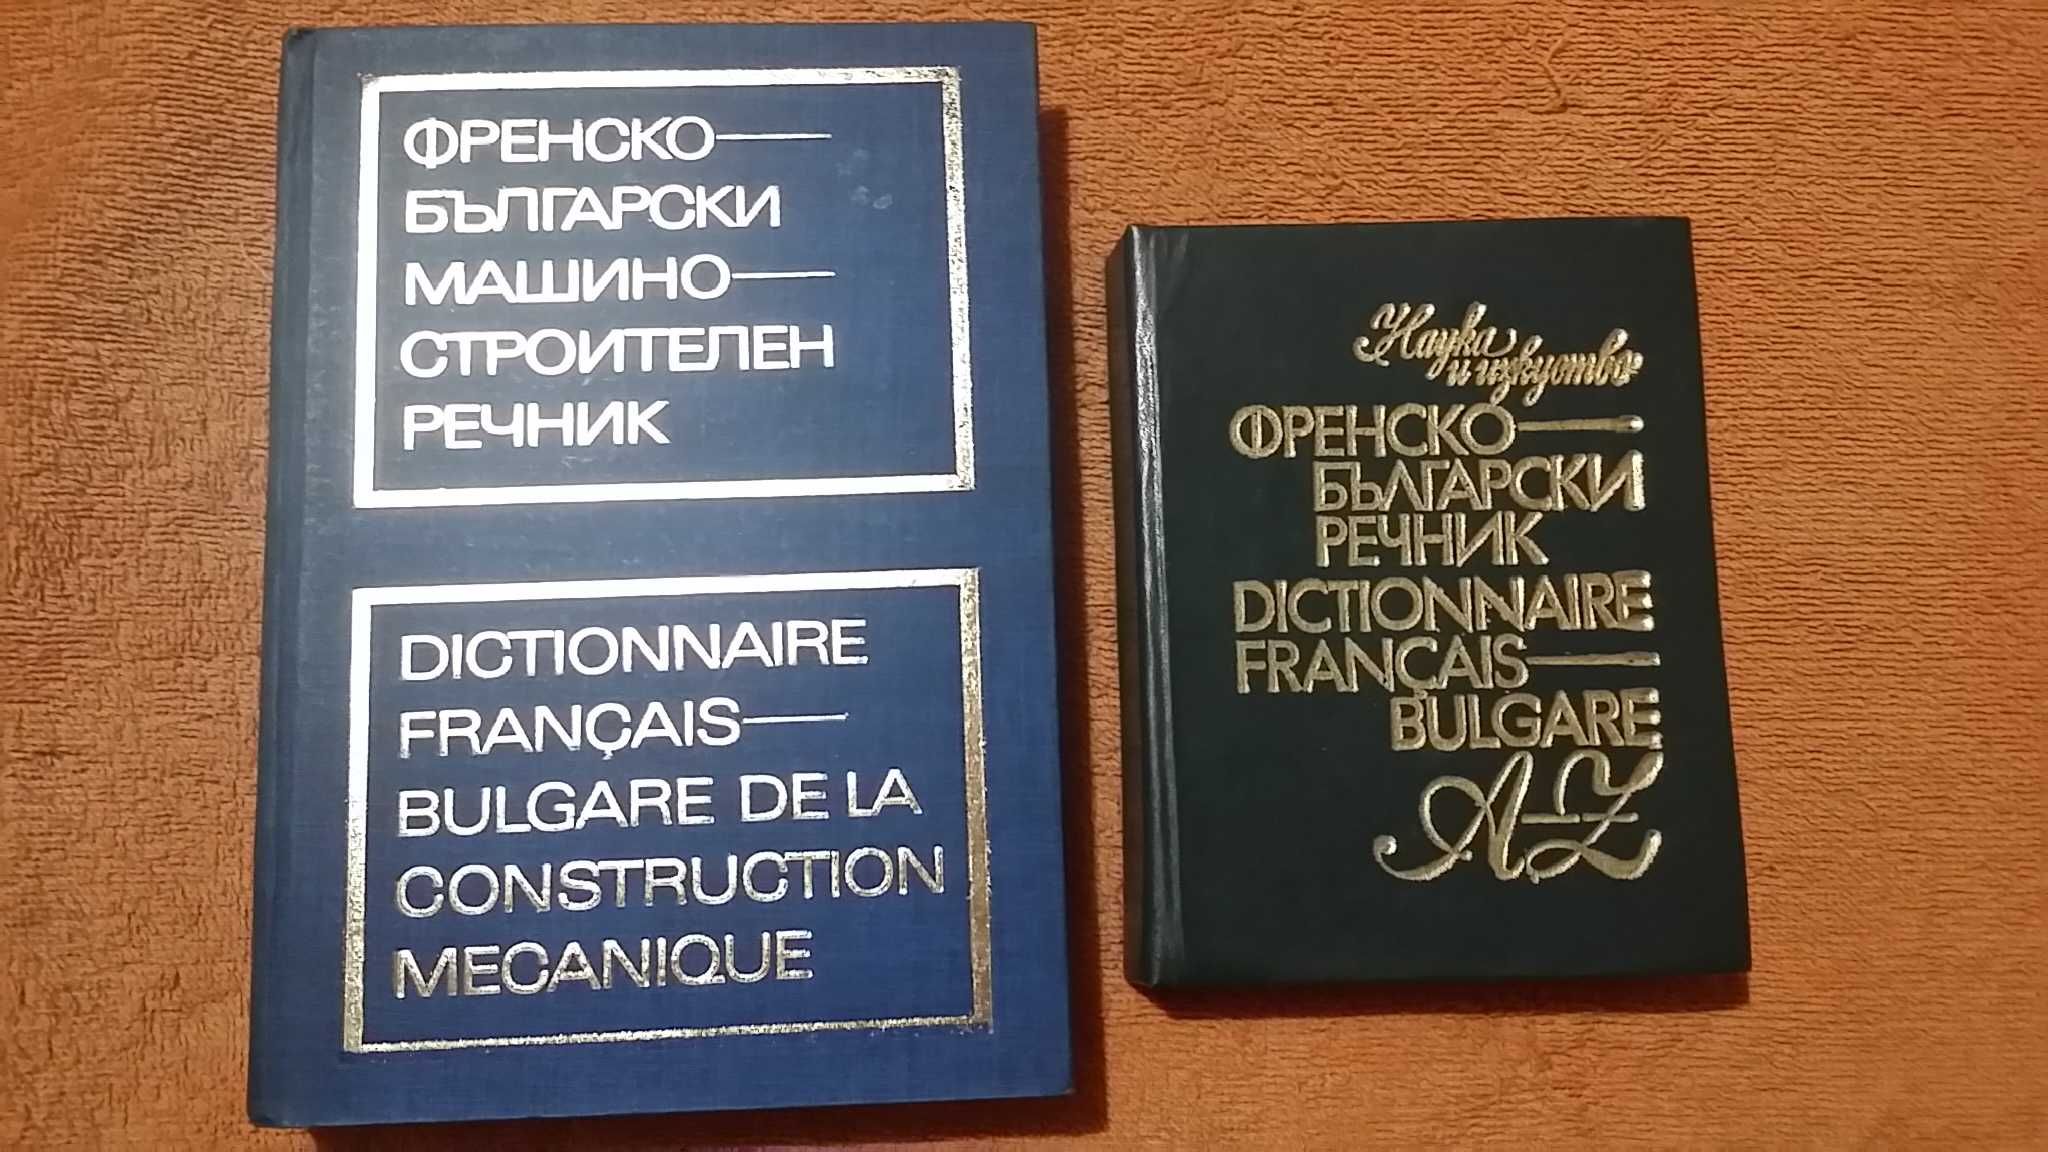 ФРЕНСКО—
БЪЛГАРСКИ
МАШИНО—
СТРОИТЕЛЕН
РЕЧНИК
DICTIONNAIRE
FRANÇAIS—
BULGARE DE LA
CONSTRUCTION
MECANIQUE
Наука
и изкуство
ФРЕНСКО—
БЪЛГАРСКИ
РЕЧНИК
DICTIONNAIRE
FRANÇAIS—
BULGARE
A–Z